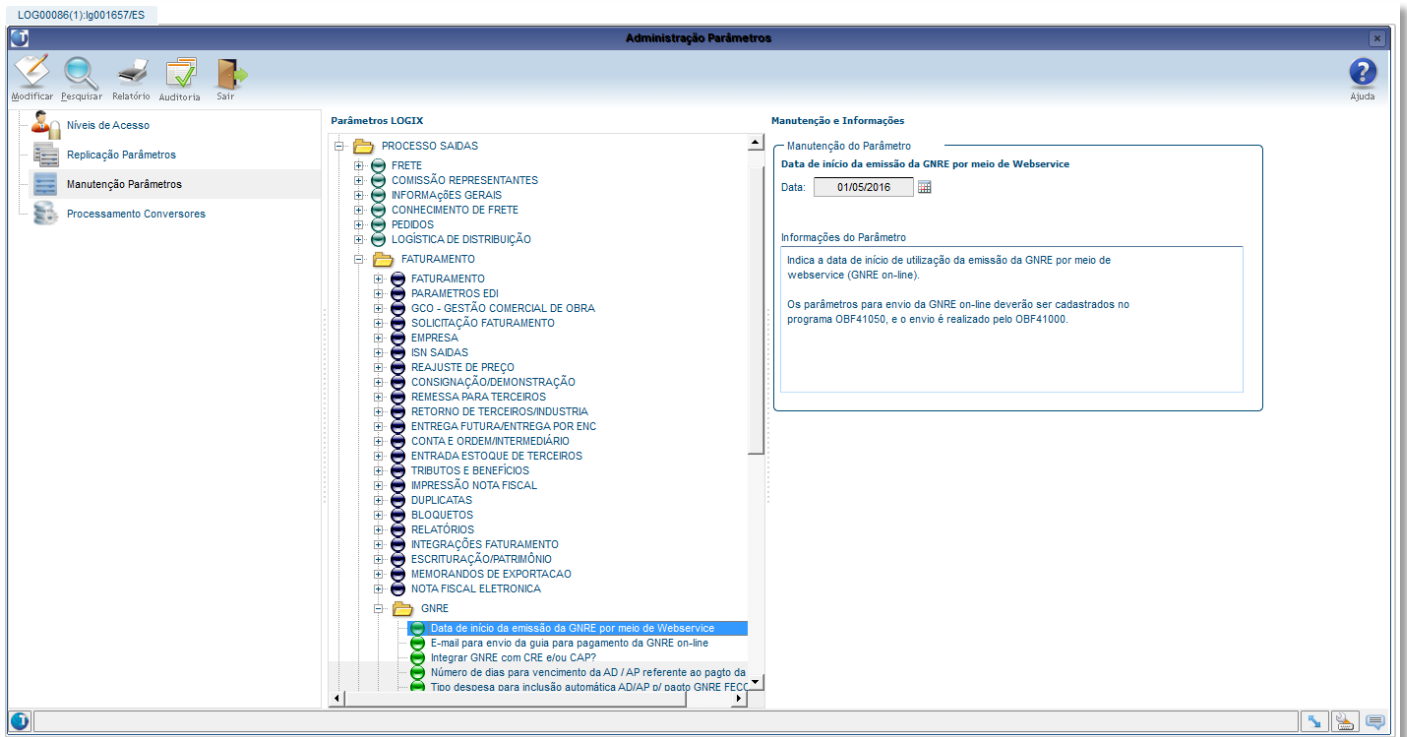 LOG00086(1):lg001657/ES
Administração Parâmetros
Modificar Pesquisar Relatório Auditoria Sair
Ajuda
Níveis de Acesso
Replicação Parâmetros
Manutenção Parâmetros
Processamento Conversores
Parâmetros LOGIX
PROCESSO SAIDAS
FRETE
COMISSÃO REPRESENTANTES
INFORMAçõES GERAIS
CONHECIMENTO DE FRETE
PEDIDOS
LOGÍSTICA DE DISTRIBUIÇÃO
FATURAMENTO
FATURAMENTO
PARAMETROS EDI
GCO - GESTÃO COMERCIAL DE OBRA
SOLICITAÇÃO FATURAMENTO
EMPRESA
ISN SAIDAS
REAJUSTE DE PREÇO
CONSIGNAÇÃO/DEMONSTRAÇÃO
REMESSA PARA TERCEIROS
RETORNO DE TERCEIROS/INDUSTRIA
ENTREGA FUTURA/ENTREGA POR ENC
CONTA E ORDEM/INTERMEDIÁRIO
ENTRADA ESTOQUE DE TERCEIROS
TRIBUTOS E BENEFÍCIOS
IMPRESSÃO NOTA FISCAL
DUPLICATAS
BLOQUETOS
RELATÓRIOS
INTEGRAÇÕES FATURAMENTO
ESCRITURAÇÃO/PATRIMÔNIO
MEMORANDOS DE EXPORTACAO
NOTA FISCAL ELETRONICA
GNRE
Data de início da emissão da GNRE por meio de Webservice
E-mail para envio da guia para pagamento da GNRE on-line
Integrar GNRE com CRE e/ou CAP?
Número de dias para vencimento da AD / AP referente ao pagto da
Tipo despesa para inclusão automática AD/AP p/ pagto GNRE FECC
Manutenção e Informações
Manutenção do Parâmetro
Data de início da emissão da GNRE por meio de Webservice
Data: 01/05/2016
Informações do Parâmetro
Indica a data de início de utilização da emissão da GNRE por meio de
webservice (GNRE on-line).
Os parâmetros para envio da GNRE on-line deverão ser cadastrados no
programa OBF41050, e o envio é realizado pelo OBF41000.